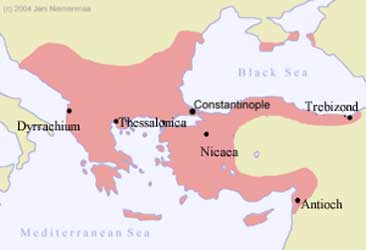 (c) 2004 Jani Niemenmaa
Black Sea
Constantinople
Trebizond
Dyrrachium
Thessalonica
Nicaea
Antioch
Mediterranean Sea